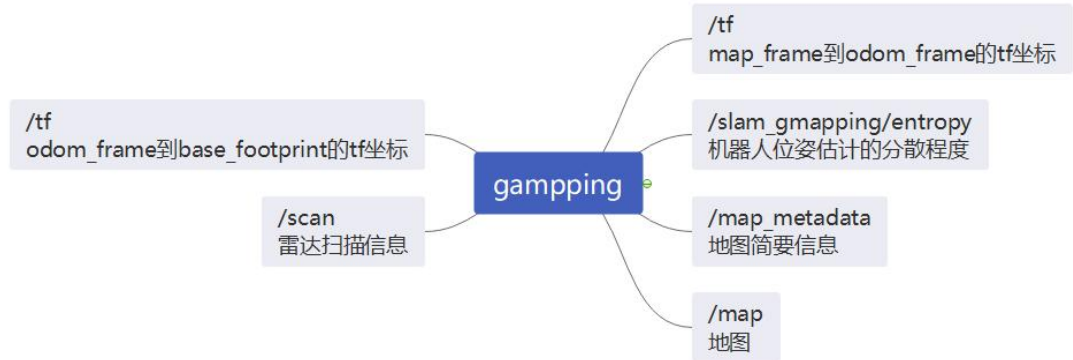 /tf
odom_frame到base_footprint的tf坐标
/scan
雷达扫描信息
gampping
/tf
map_frame到odom_frame的tf坐标
/slam_gmapping/entropy
机器人位姿估计的分散程度
/map_metadata
地图简要信息
/map
地图